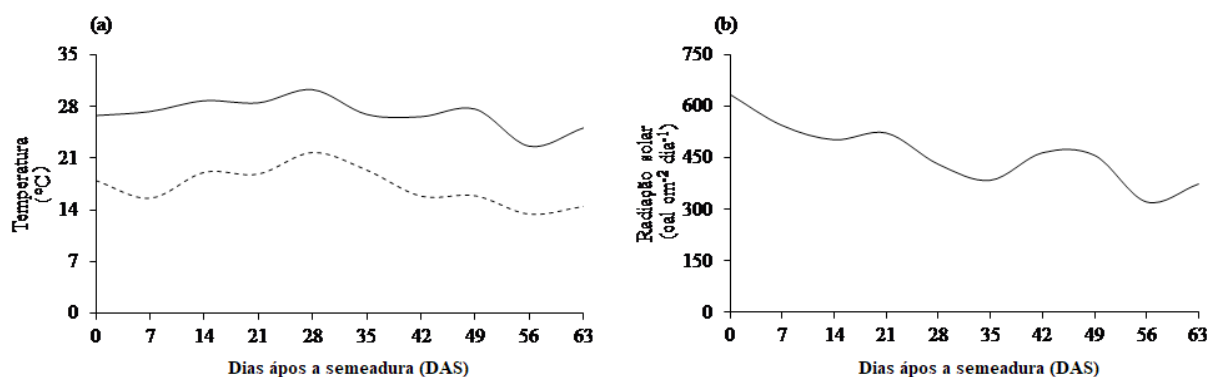 (a)
35
28
21
14
7
0
Temperatura
(ºC)
0 7 14 21 28 35 42 49 56 63
Dias ápos a semeadura (DAS)
(b)
750
600
450
300
150
0
Radiação solar
(cal cm-² dia-¹)
0 7 14 21 28 35 42 49 56 63
Dias ápos a semeadura (DAS)